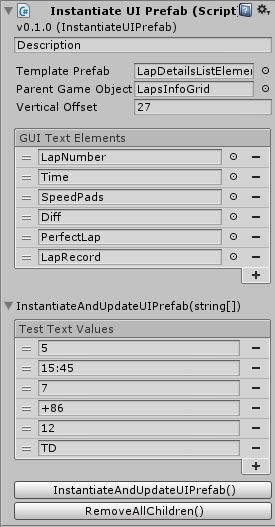 Instantiate UI Prefab (Script)
v0.1.0 (InstantiateUIPrefab)
Description
Template Prefab LapDetailsListElemen
Parent Game Object LapsInfoGrid
Vertical Offset 27
GUI Text Elements
= LapNumber −
= Time −
= SpeedPads −
= Diff −
= PerfectLap −
= LapRecord −
+
InstantiateAndUpdateUIPrefab(string[])
Test Text Values
= 5 −
= 15:45 −
= 7 −
= +86 −
= 12 −
= TD −
+
InstantiateAndUpdateUIPrefab()
RemoveAllChildren()